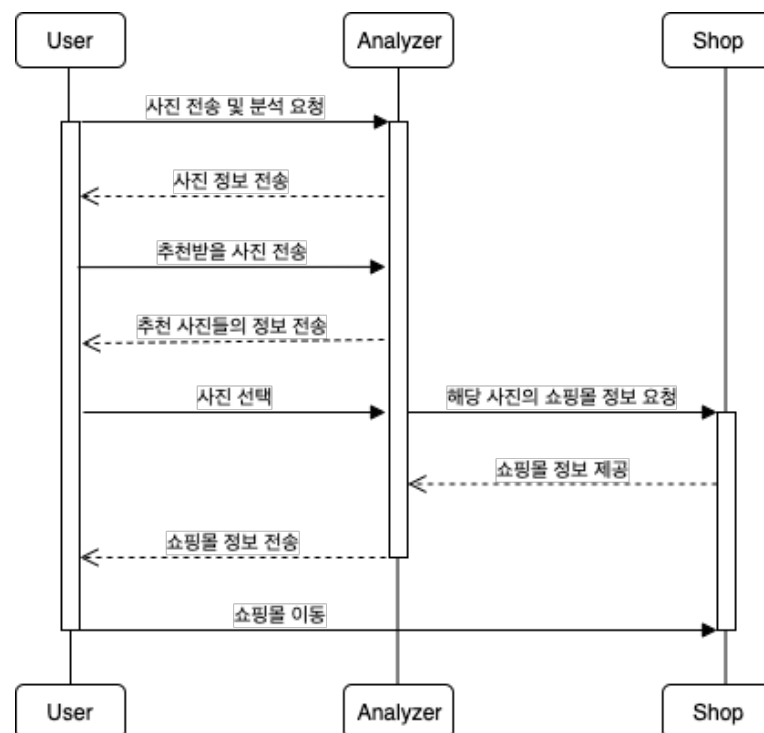 User
Analyzer
Shop
사진 전송 및 분석 요청
사진 정보 전송
추천받을 사진 전송
추천 사진들의 정보 전송
사진 선택
해당 사진의 쇼핑몰 정보 요청
쇼핑몰 정보 제공
쇼핑몰 정보 전송
쇼핑몰 이동
User
Analyzer
Shop